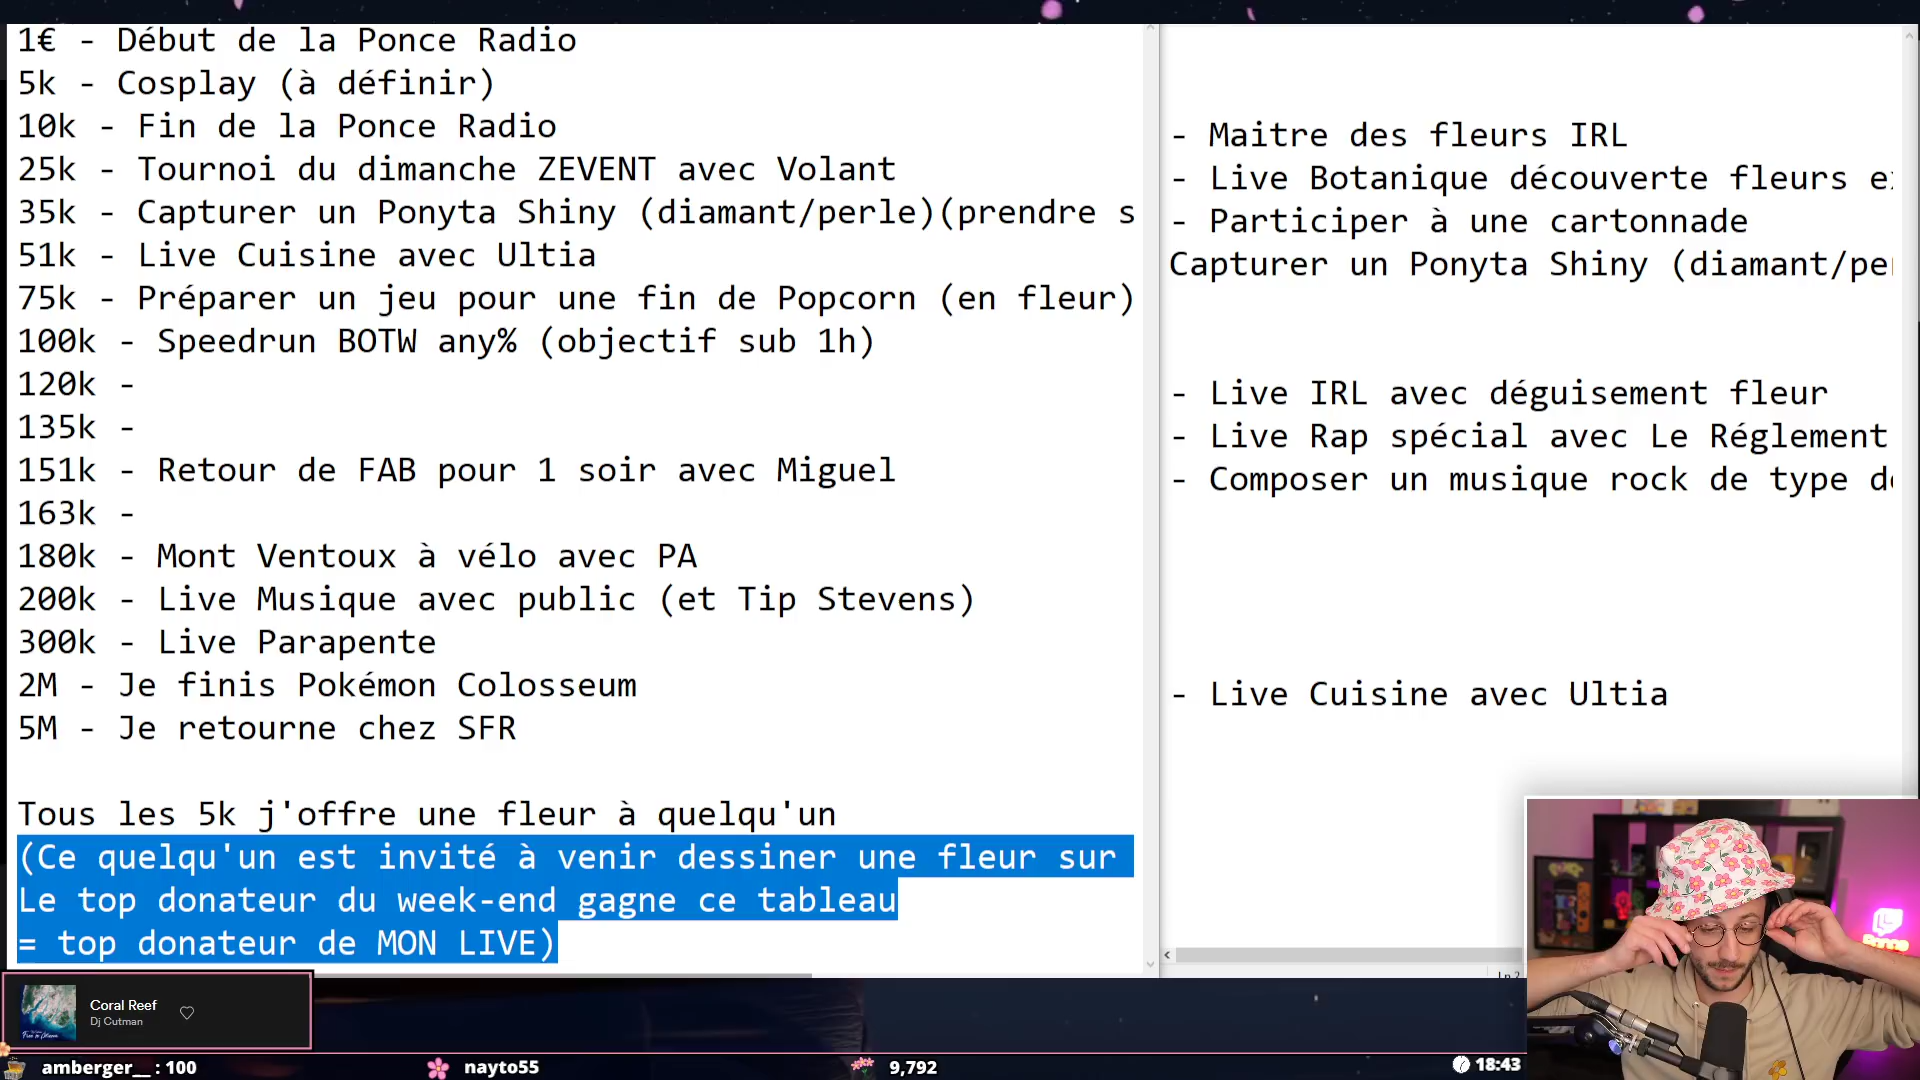 1€ - Début de la Ponce Radio
5k - Cosplay (à définir)
10k - Fin de la Ponce Radio
25k - Tournoi du dimanche ZEVENT avec Volant
35k - Capturer un Ponyta Shiny (diamant/perle)(prendre s
51k - Live Cuisine avec Ultia
75k - Préparer un jeu pour une fin de Popcorn (en fleur)
100k - Speedrun BOTW any% (objectif sub 1h)
120k -
135k -
151k - Retour de FAB pour 1 soir avec Miguel
163k -
180k - Mont Ventoux à vélo avec PA
200k - Live Musique avec public (et Tip Stevens)
300k - Live Parapente
2M - Je finis Pokémon Colosseum
5M - Je retourne chez SFR
Tous les 5k j'offre une fleur à quelqu'un
(Ce quelqu'un est invité à venir dessiner une fleur sur
Le top donateur du week-end gagne ce tableau
= top donateur de MON LIVE)
- Maitre des fleurs IRL
- Live Botanique découverte fleurs e
- Participer à une cartonnade
Capturer un Ponyta Shiny (diamant/pe
- Live IRL avec déguisement fleur
- Live Rap spécial avec Le Réglement
- Composer un musique rock de type d
- Live Cuisine avec Ultia
Coral Reef
Dj Cutman
amberger__ : 100
nayto55
9,792
18:43